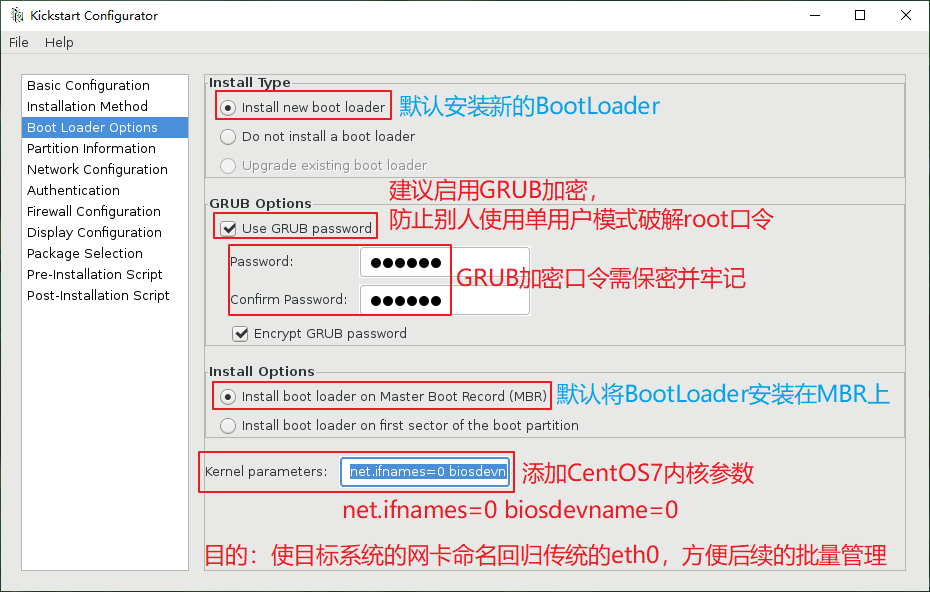 Kickstart Configurator
File Help
Basic Configuration
Installation Method
Boot Loader Options
Partition Information
Network Configuration
Authentication
Firewall Configuration
Display Configuration
Package Selection
Pre-Installation Script
Post-Installation Script
Install Type
Install new boot loader 默认安装新的BootLoader
Do not install a boot loader
Upgrade existing boot loader
建议启用GRUB加密，
GRUB Options
防止别人使用单用户模式破解root口令
Use GRUB password
Password:
GRUB加密口令需保密并牢记
Confirm Password:
Encrypt GRUB password
Install Options
Install boot loader on Master Boot Record (MBR) 默认将BootLoader安装在MBR上
Install boot loader on first sector of the boot partition
Kernel parameters: net.ifnames=0 biosdevn 添加CentOS7内核参数
net.ifnames=0 biosdevname=0
目的：使目标系统的网卡命名回归传统的eth0，方便后续的批量管理